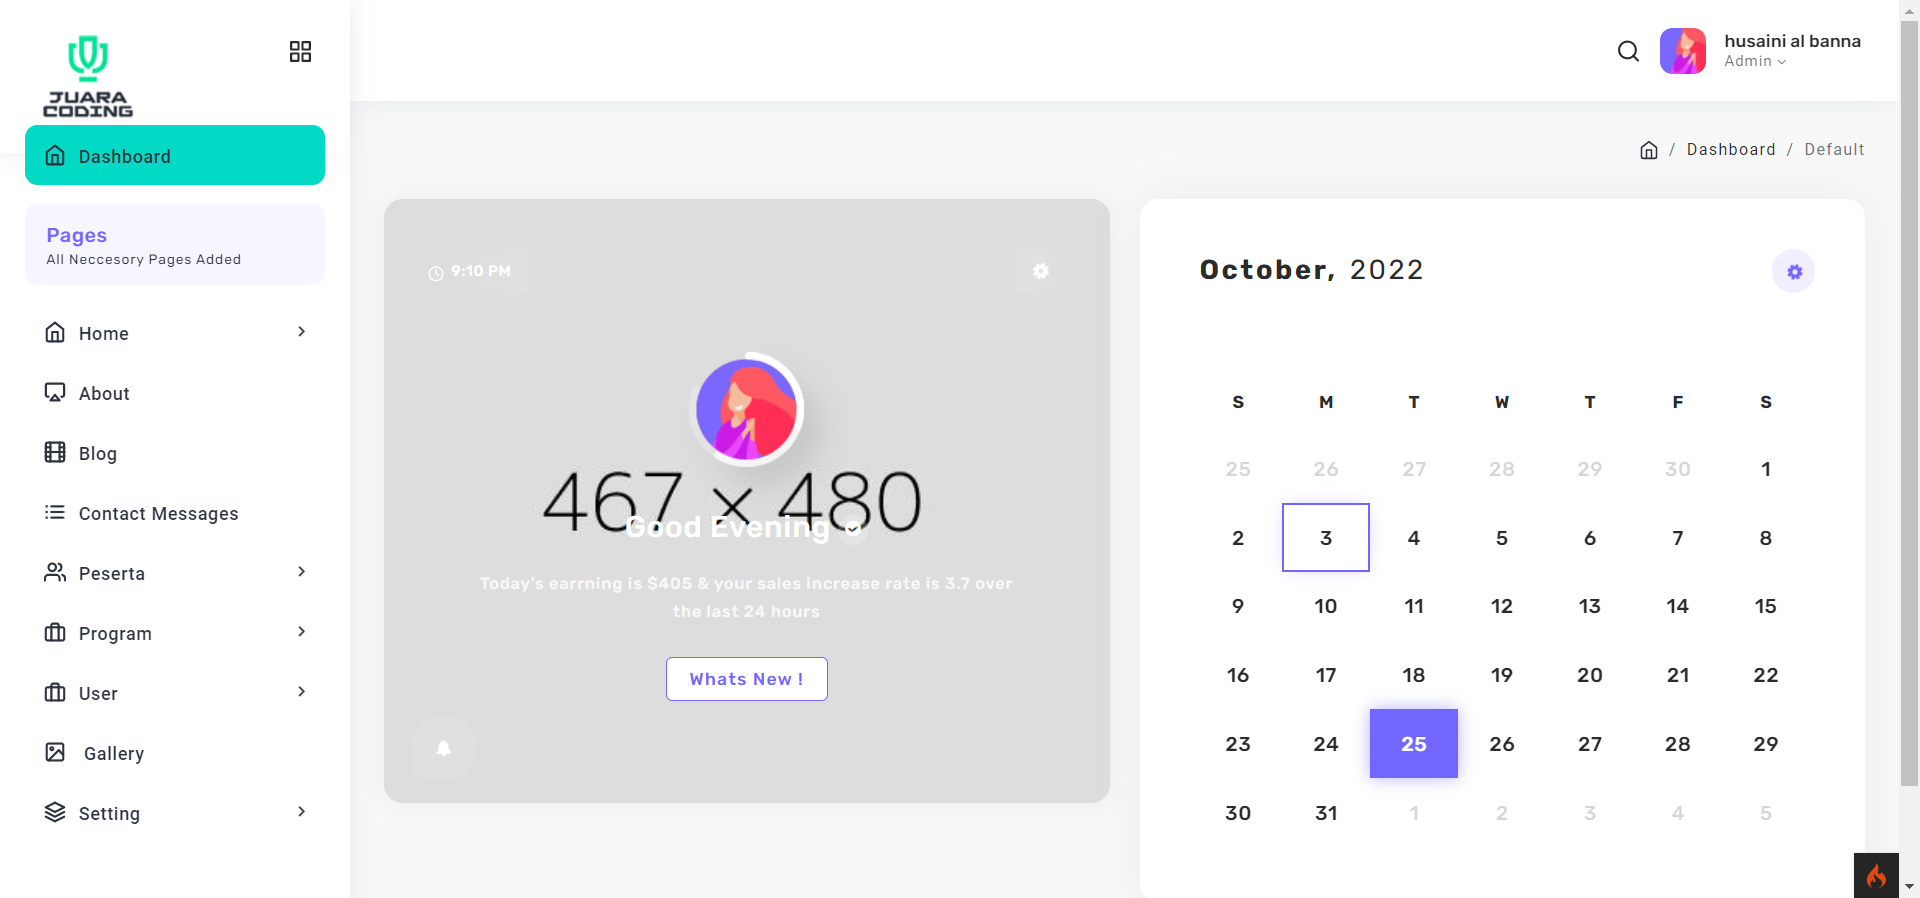 JUARA
CODING
husaini al banna
Admin
Dashboard
/ Dashboard / Default
Pages
All Neccesory Pages Added
Home
About
Blog
Contact Messages
Peserta
Program
User
Gallery
Setting
9:10 PM
467 × 480
Good Evening
Today's earrning is $405 & your sales increase rate is 3.7 over
the last 24 hours
Whats New !
October, 2022
S M T W T F S
25 26 27 28 29 30 1
2 3 4 5 6 7 8
9 10 11 12 13 14 15
16 17 18 19 20 21 22
23 24 25 26 27 28 29
30 31 1 2 3 4 5